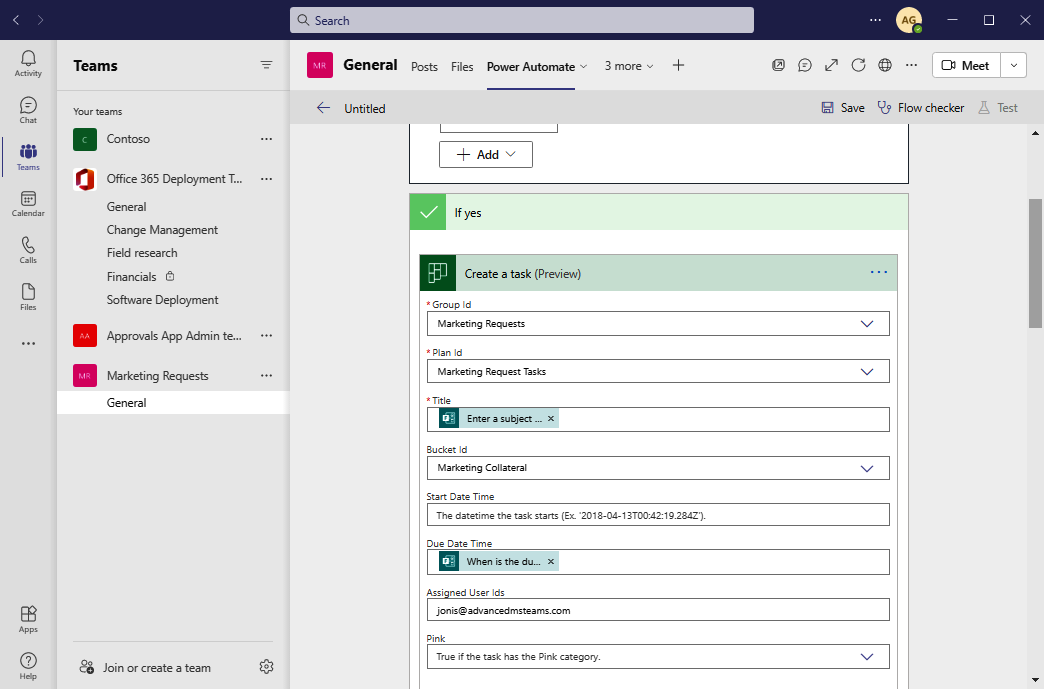 Search
AG
Activity
Chat
Teams
Calendar
Calls
Files
Apps
Help
Teams
Your teams
C
Contoso
Office 365 Deployment T...
General
Change Management
Field research
Financials
Software Deployment
AA
Approvals App Admin te...
MR
Marketing Requests
General
Join or create a team
MR
General
Posts
Files
Power Automate
3 more
Meet
Untitled
Save
Flow checker
Test
Add
If yes
Create a task (Preview)
* Group Id
Marketing Requests
* Plan Id
Marketing Request Tasks
* Title
Enter a subject ... ×
Bucket Id
Marketing Collateral
Start Date Time
The datetime the task starts (Ex. '2018-04-13T00:42:19.284Z').
Due Date Time
When is the du... ×
Assigned User Ids
jonis@advancedmsteams.com
Pink
True if the task has the Pink category.